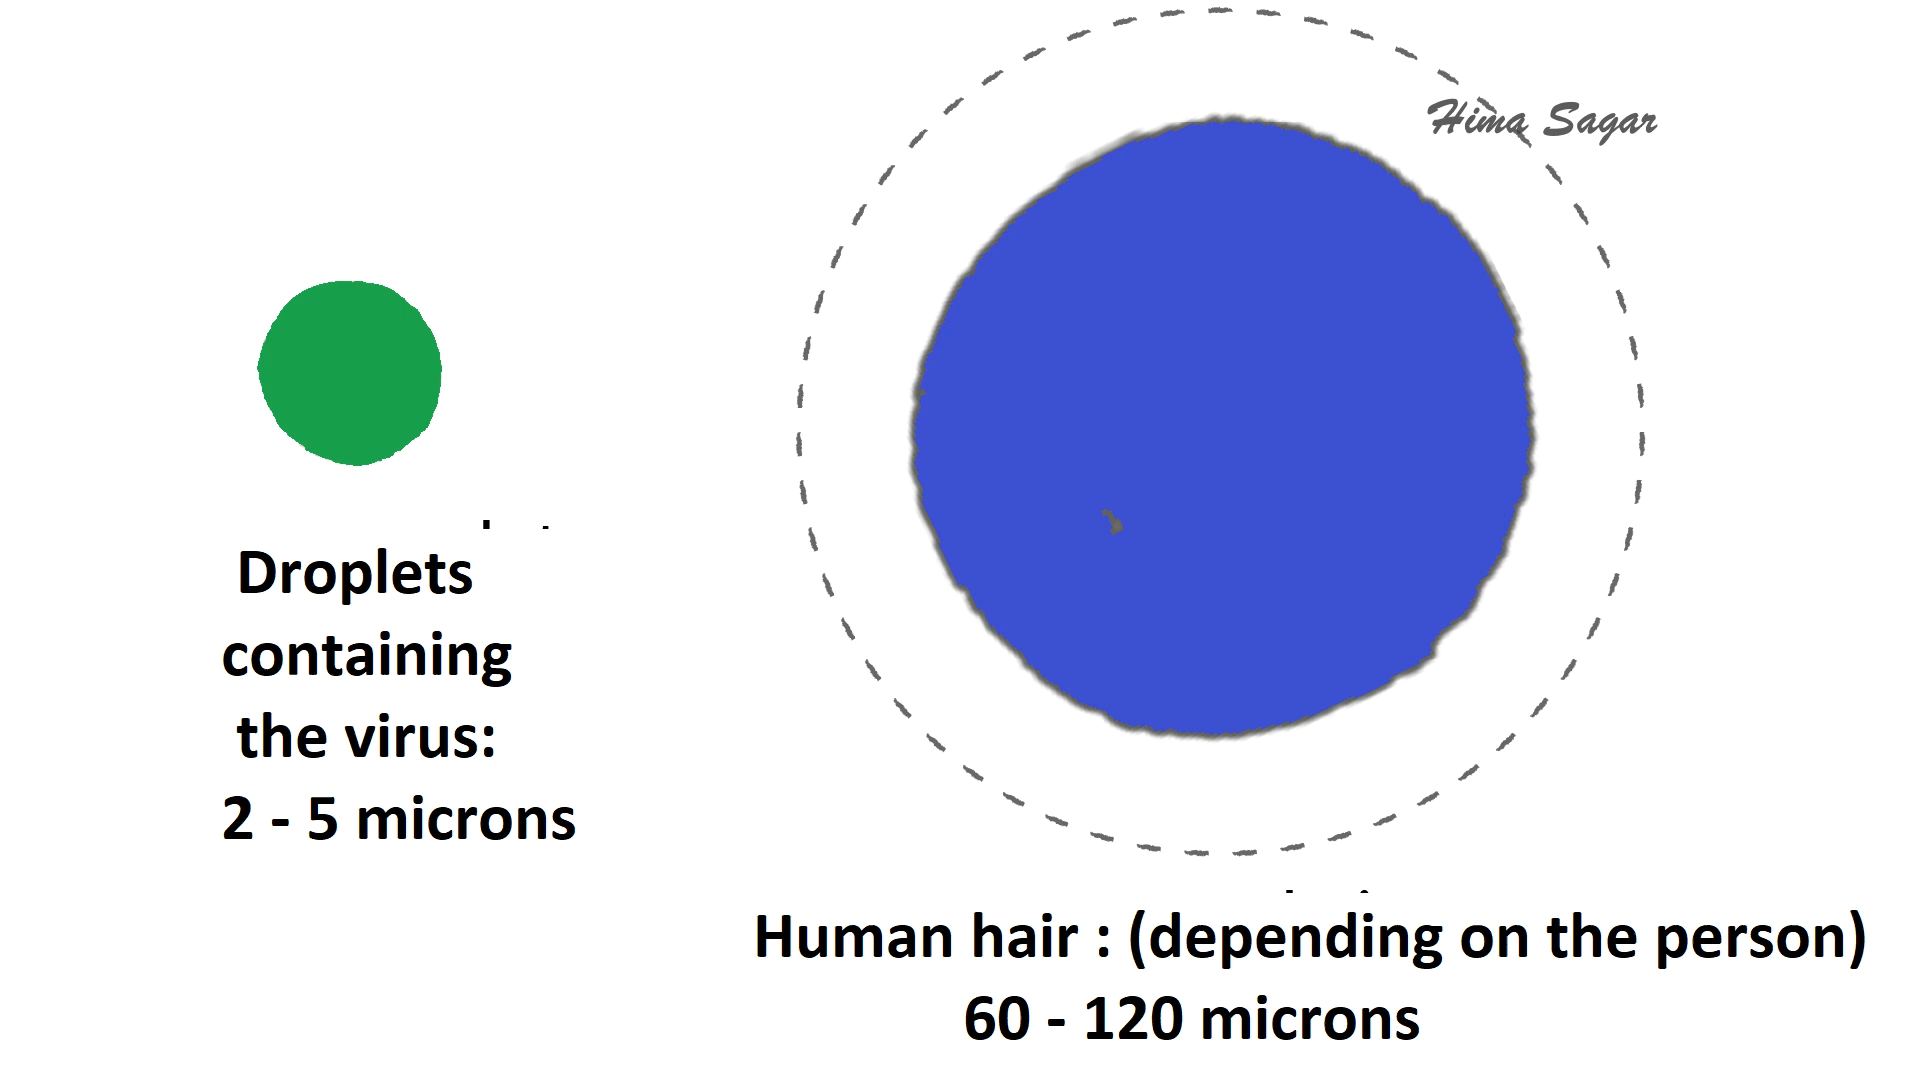 Hima Sagar
Droplets
containing
the virus:
2 - 5 microns
Human hair : (depending on the person)
60 - 120 microns